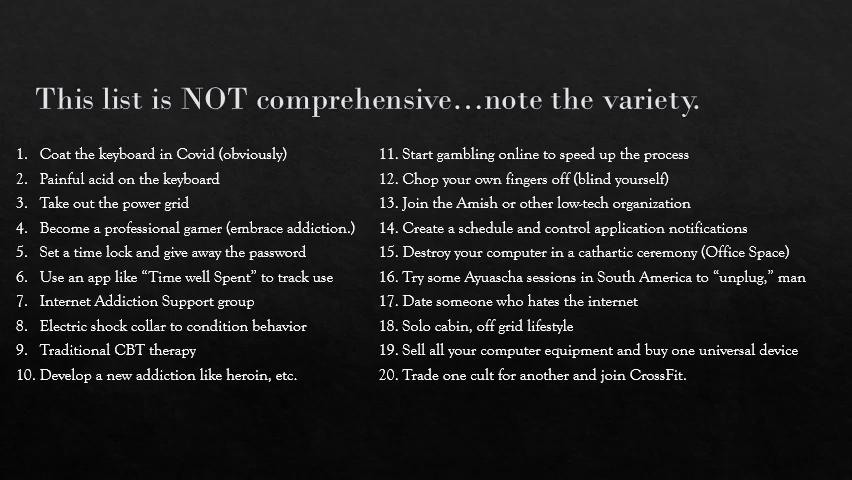 This list is NOT comprehensive...note the variety.
1. Coat the keyboard in Covid (obviously)
2. Painful acid on the keyboard
3. Take out the power grid
4. Become a professional gamer (embrace addiction.)
5. Set a time lock and give away the password
6. Use an app like “Time well Spent” to track use
7. Internet Addiction Support group
8. Electric shock collar to condition behavior
9. Traditional CBT therapy
10. Develop a new addiction like heroin, etc.
11. Start gambling online to speed up the process
12. Chop your own fingers off (blind yourself)
13. Join the Amish or other low-tech organization
14. Create a schedule and control application notifications
15. Destroy your computer in a cathartic ceremony (Office Space)
16. Try some Ayuascha sessions in South America to “unplug,” man
17. Date someone who hates the internet
18. Solo cabin, off grid lifestyle
19. Sell all your computer equipment and buy one universal device
20. Trade one cult for another and join CrossFit.